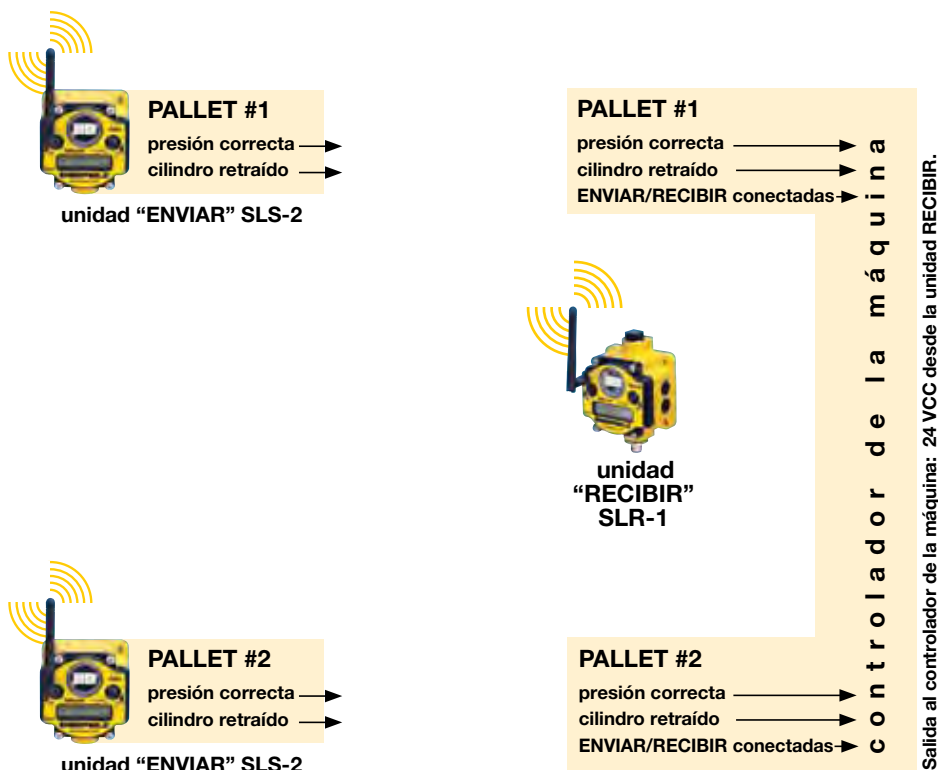 PALLET #1
presión correcta
cilindro retraído
unidad “ENVIAR” SLS-2
PALLET #1
presión correcta
cilindro retraído
ENVIAR/RECIBIR conectadas
unidad
“RECIBIR”
SLR-1
PALLET #2
presión correcta
cilindro retraído
unidad “ENVIAR” SLS-2
PALLET #2
presión correcta
cilindro retraído
ENVIAR/RECIBIR conectadas
controlador de la máquina
Salida al controlador de la máquina: 24 VCC desde la unidad RECIBIR.